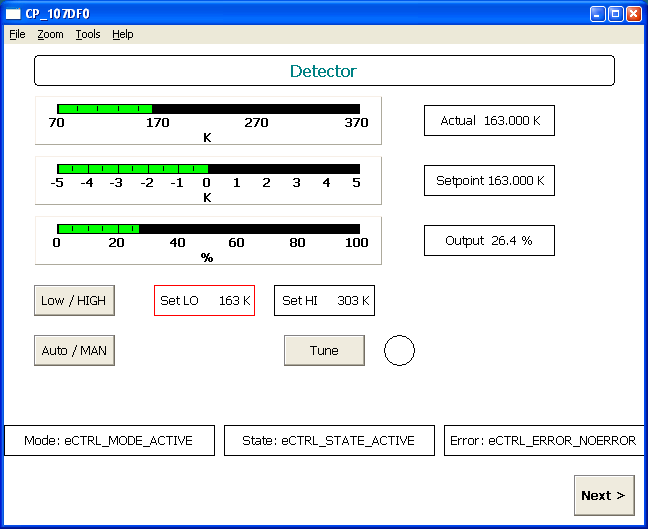 CP_107DF0
File Zoom Tools Help
Detector
70 170 270 370
K
Actual 163.000 K
-5 -4 -3 -2 -1 0 1 2 3 4 5
K
Setpoint 163.000 K
0 20 40 60 80 100
%
Output 26.4 %
Low / HIGH Set LO 163 K Set HI 303 K
Auto / MAN Tune
Mode: eCTRL_MODE_ACTIVE State: eCTRL_STATE_ACTIVE Error: eCTRL_ERROR_NOERROR
Next >